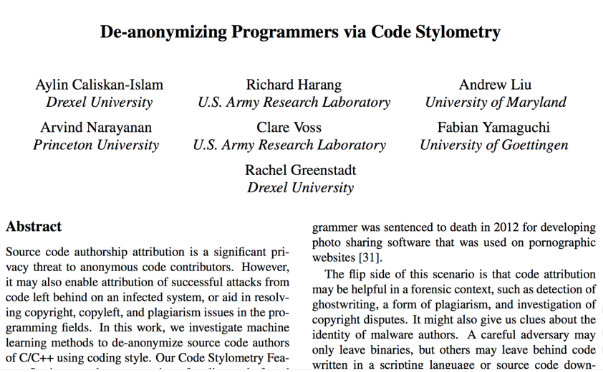 De-anonymizing Programmers via Code Stylometry
Aylin Caliskan-Islam
Drexel University
Richard Harang
U.S. Army Research Laboratory
Andrew Liu
University of Maryland
Arvind Narayanan
Princeton University
Clare Voss
U.S. Army Research Laboratory
Fabian Yamaguchi
University of Goettingen
Rachel Greenstadt
Drexel University
Abstract
Source code authorship attribution is a significant pri-
vacy threat to anonymous code contributors. However,
it may also enable attribution of successful attacks from
code left behind on an infected system, or aid in resolv-
ing copyright, copyleft, and plagiarism issues in the pro-
gramming fields. In this work, we investigate machine
learning methods to de-anonymize source code authors
of C/C++ using coding style. Our Code Stylometry Fea-
grammer was sentenced to death in 2012 for developing
photo sharing software that was used on pornographic
websites [31].
The flip side of this scenario is that code attribution
may be helpful in a forensic context, such as detection of
ghostwriting, a form of plagiarism, and investigation of
copyright disputes. It might also give us clues about the
identity of malware authors. A careful adversary may
only leave binaries, but others may leave behind code
written in a scripting language or source code down-